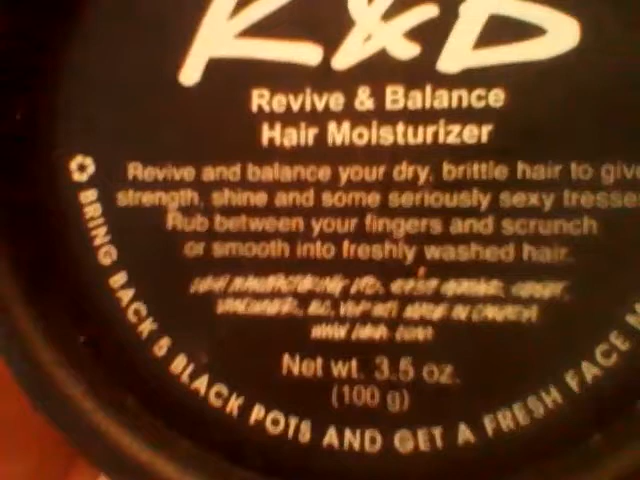 R&B
Revive & Balance
Hair Moisturizer
Revive and balance your dry, brittle hair to give
strength, shine and some seriously sexy tresse
Rub between your fingers and scrunch
or smooth into freshly washed hair.
Net wt. 3.5 oz.
(100 g)
BRING BACK 5 BLACK POTS AND GET A FRESH FACE M